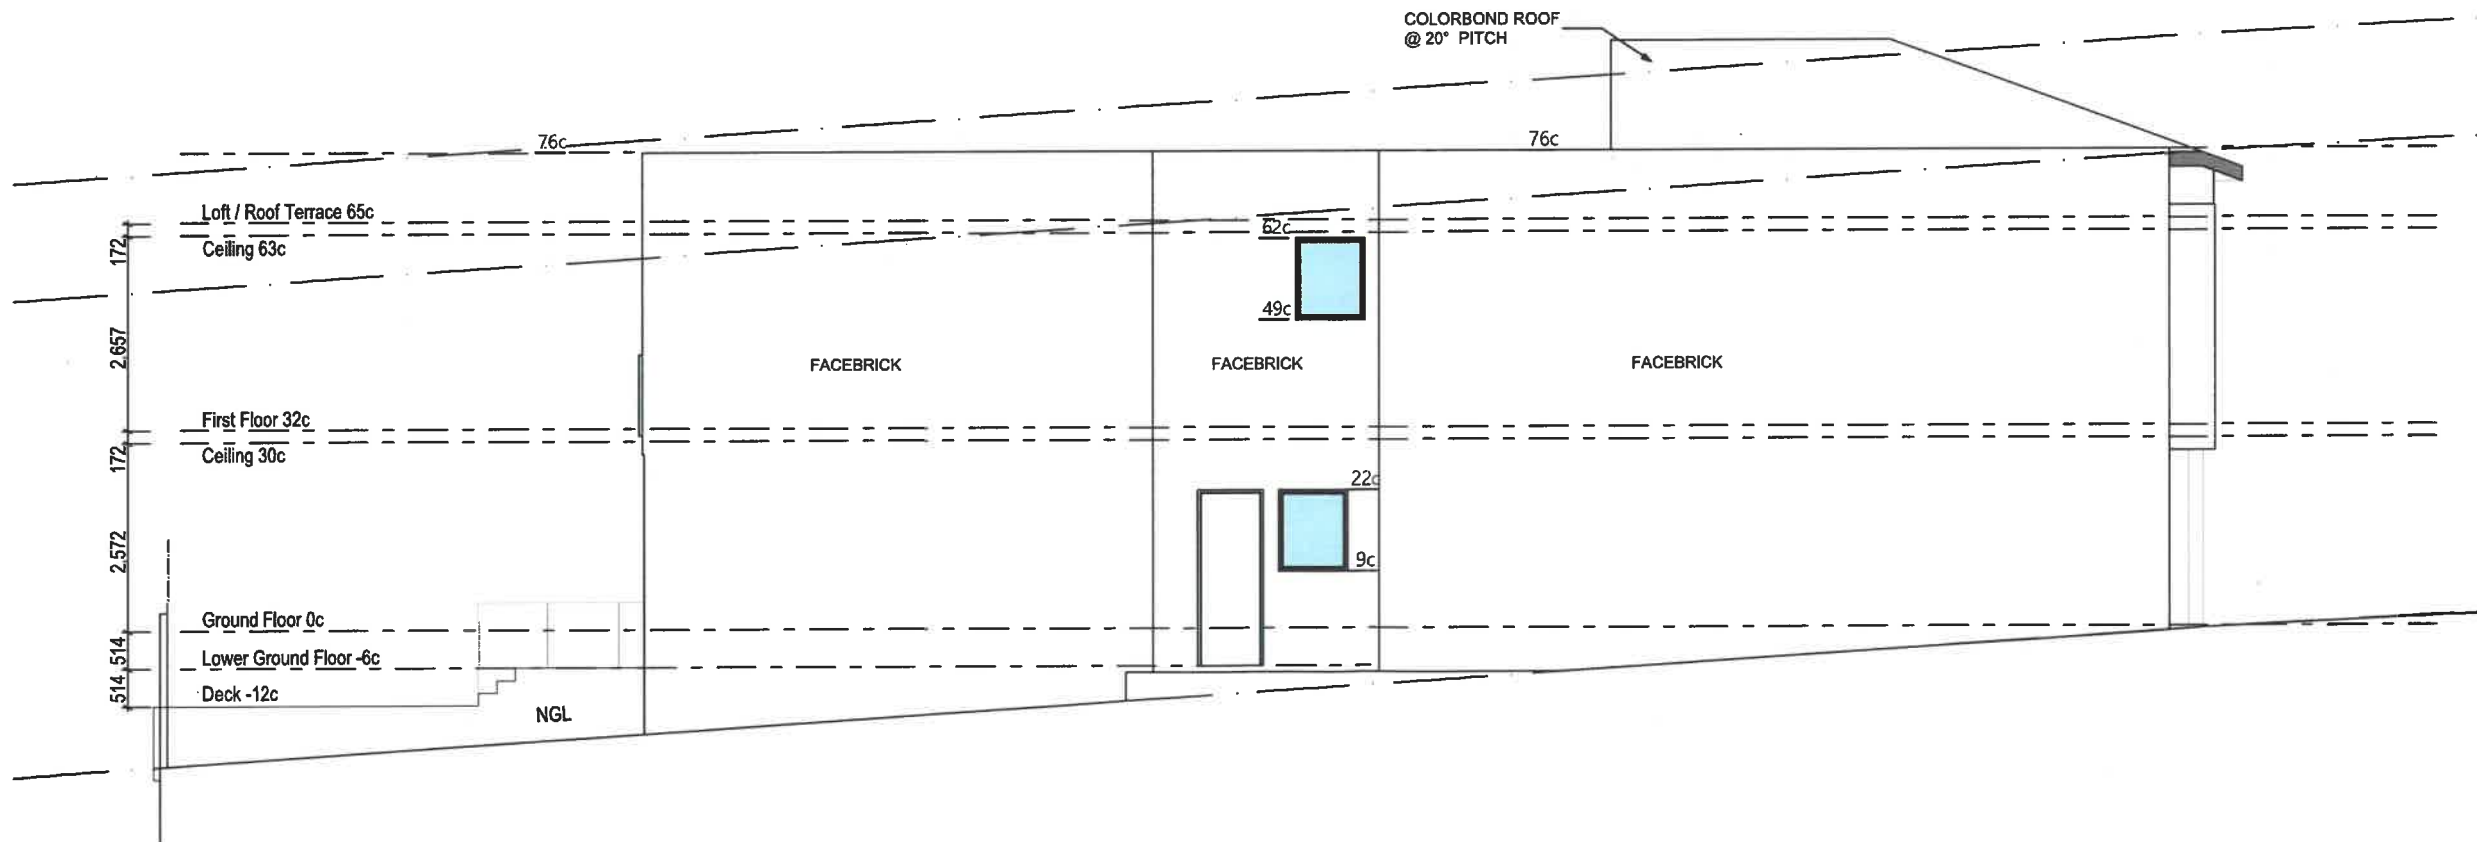 COLORBOND ROOF
@ 20° PITCH
76c
76c
Loft / Roof Terrace 65c
172
Ceiling 63c
62c
49c
2,657
FACEBRICK
FACEBRICK
FACEBRICK
First Floor 32c
172
Ceiling 30c
22c
9c
2,572
Ground Floor 0c
514
Lower Ground Floor -6c
514
Deck -12c
NGL